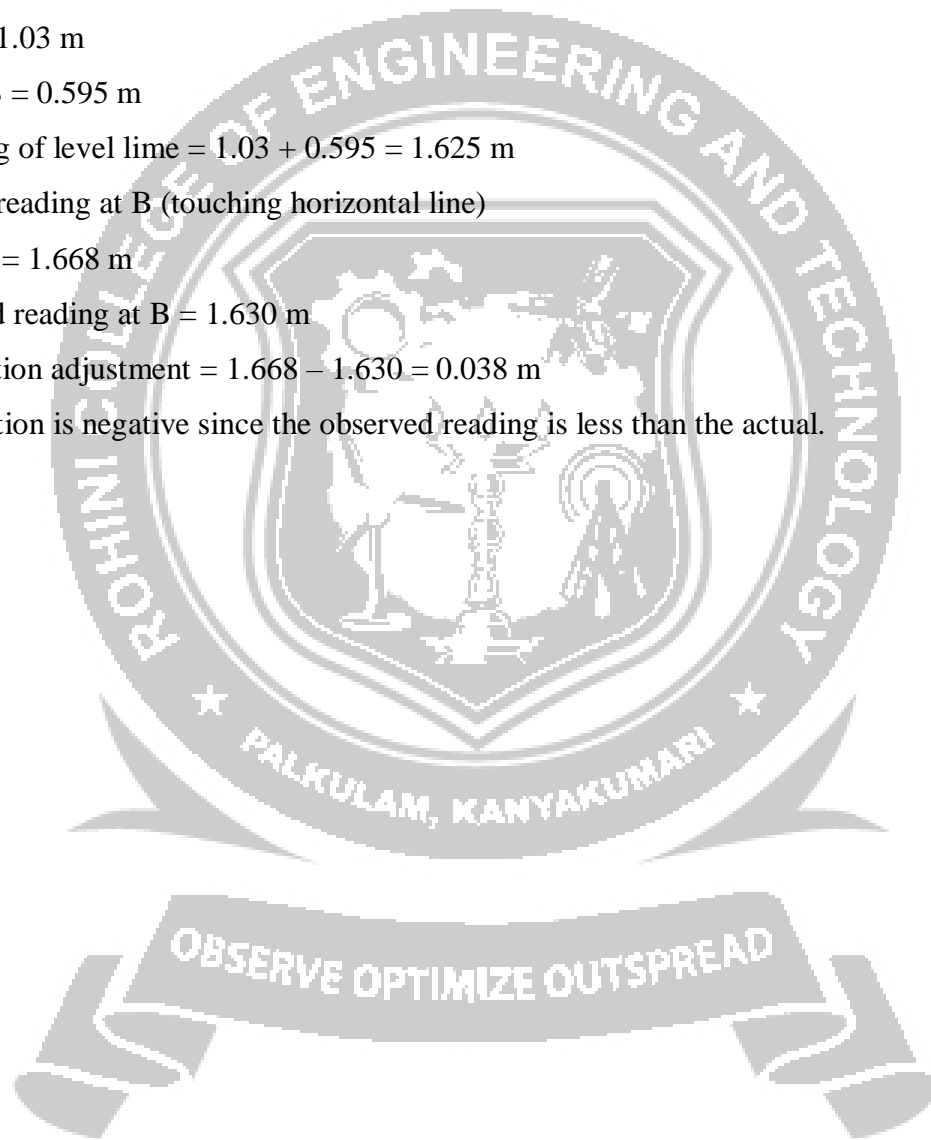 1.03 m
= 0.595 m
g of level lime = 1.03 + 0.595 = 1.625 m
reading at B (touching horizontal line)
= 1.668 m
d reading at B = 1.630 m
tion adjustment = 1.668 – 1.630 = 0.038 m
tion is negative since the observed reading is less than the actual.
ROHINI COLLEGE OF ENGINEERING AND TECHNOLOGY
PALKULAM, KANYAKUMARI
OBSERVE OPTIMIZE OUTSPREAD